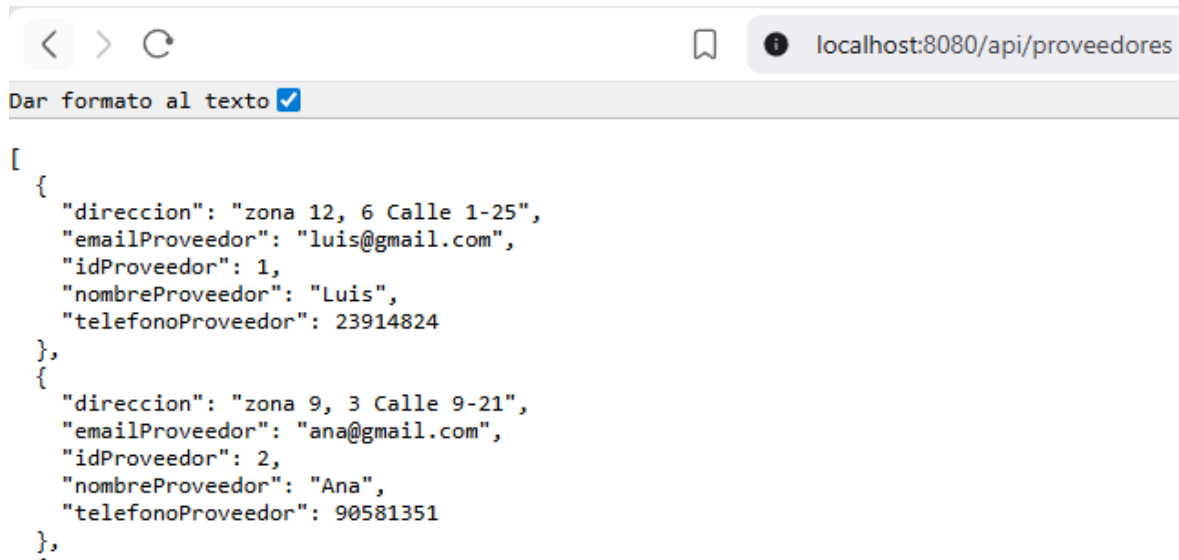 localhost:8080/api/proveedores
Dar formato al texto
[
  {
    "direccion": "zona 12, 6 Calle 1-25",
    "emailProveedor": "luis@gmail.com",
    "idProveedor": 1,
    "nombreProveedor": "Luis",
    "telefonoProveedor": 23914824
  },
  {
    "direccion": "zona 9, 3 Calle 9-21",
    "emailProveedor": "ana@gmail.com",
    "idProveedor": 2,
    "nombreProveedor": "Ana",
    "telefonoProveedor": 90581351
  },